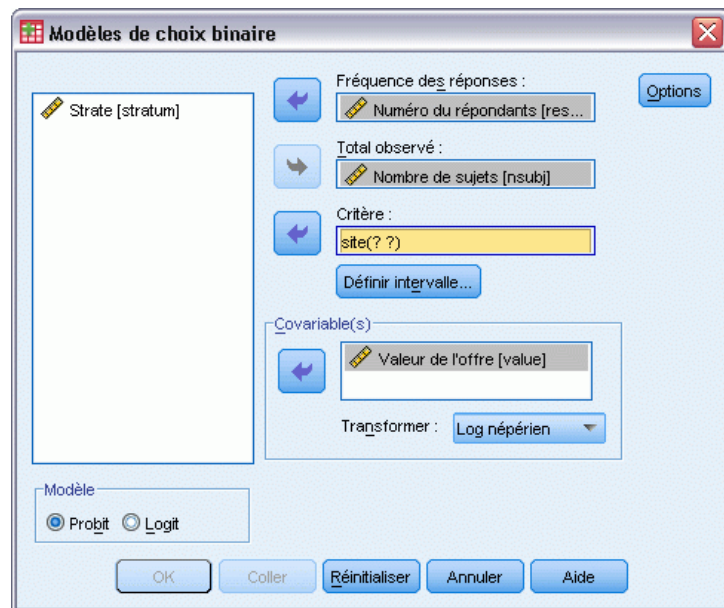 Modèles de choix binaire
Strate [stratum]
Fréquence des réponses :
Numéro du répondants [res...
Total observé :
Nombre de sujets [nsubj]
Critère :
site(? ?)
Définir intervalle...
Covariable(s)
Valeur de l'offre [value]
Transformer :
Log népérien
Options
Modèle
Probit
Logit
OK
Coller
Réinitialiser
Annuler
Aide